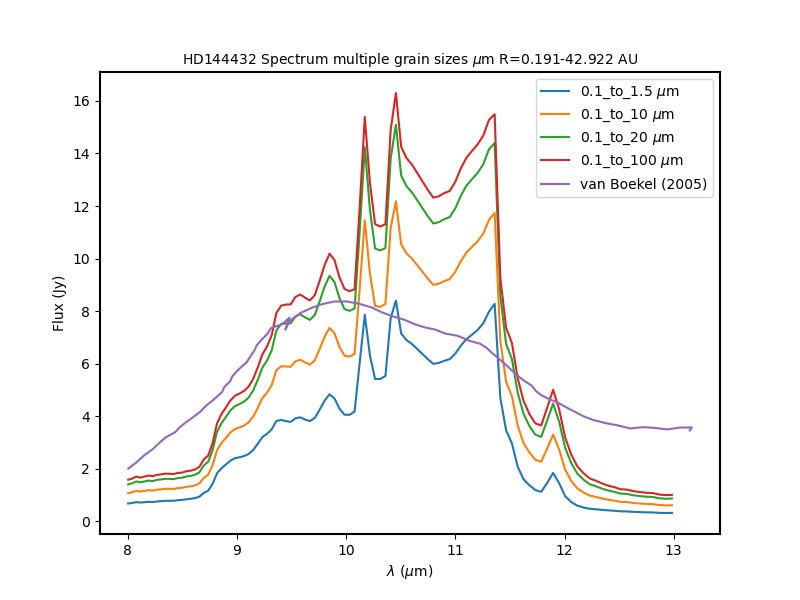 HD144432 Spectrum multiple grain sizes μm R=0.191-42.922 AU
0.1_to_1.5 μm
0.1_to_10 μm
0.1_to_20 μm
0.1_to_100 μm
van Boekel (2005)
16
14
12
10
8
6
4
2
0
Flux (Jy)
8 9 10 11 12 13
λ (μm)